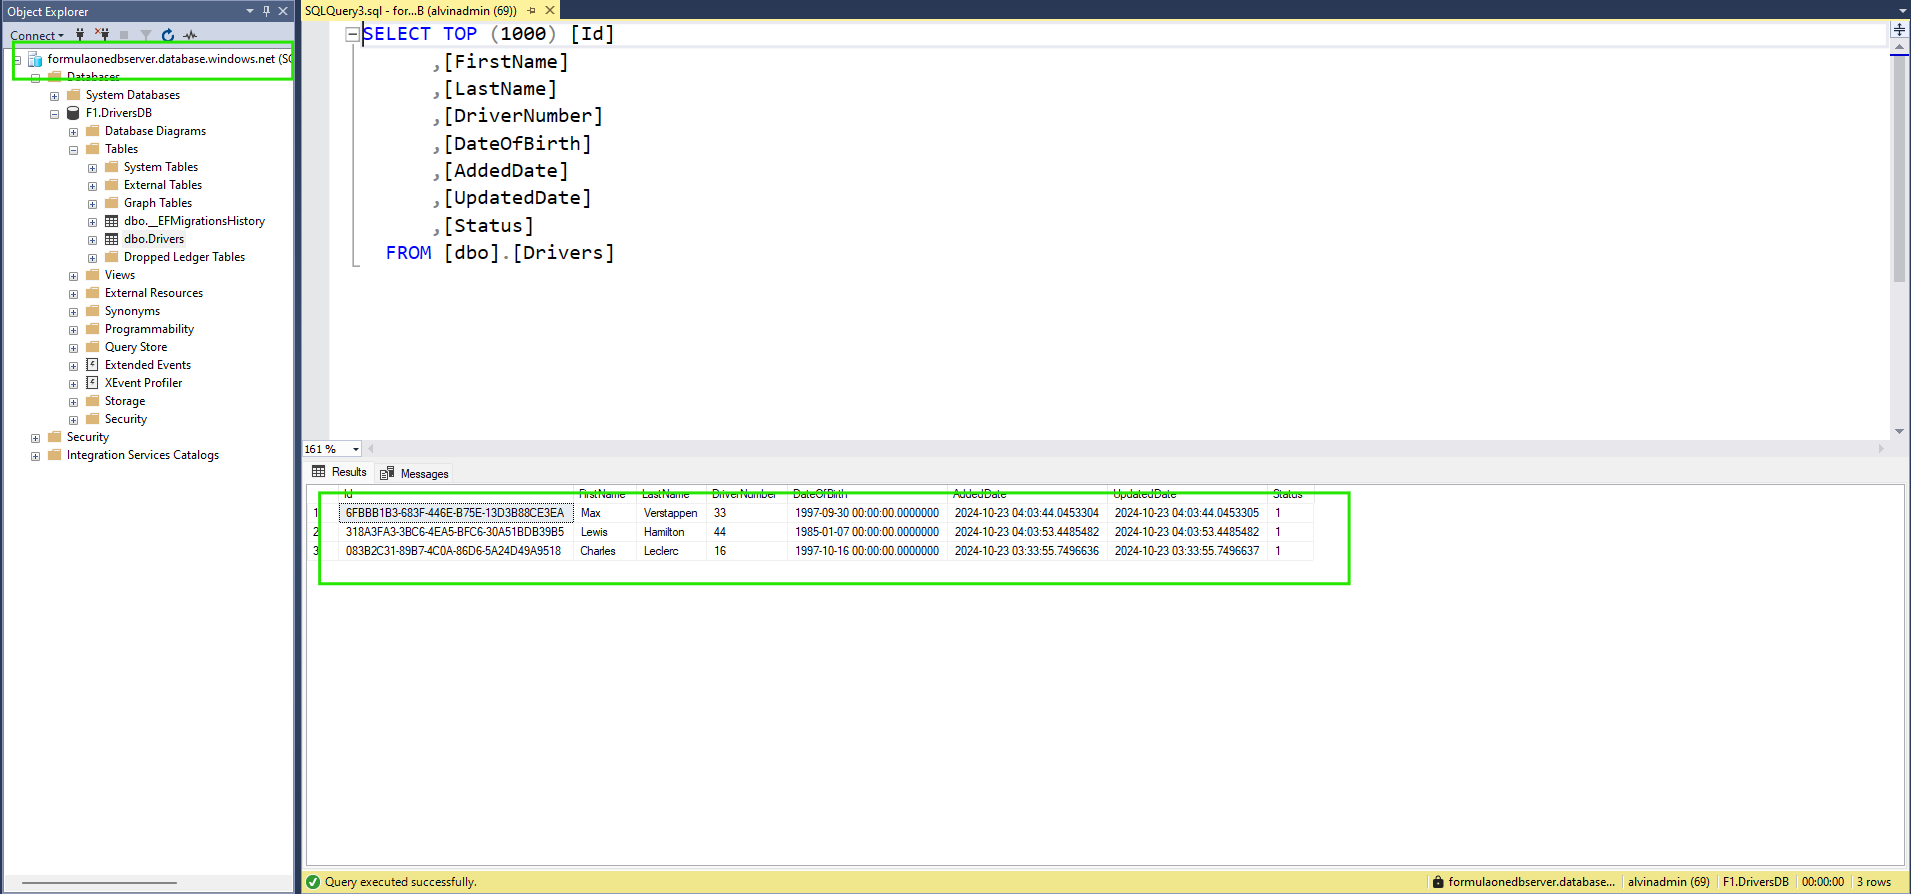 Object Explorer
Connect
formulaonedbserver.database.windows.net (SQ
Databases
System Databases
F1.DriversDB
Database Diagrams
Tables
System Tables
External Tables
Graph Tables
dbo.__EFMigrationsHistory
dbo.Drivers
Dropped Ledger Tables
Views
External Resources
Synonyms
Programmability
Query Store
Extended Events
XEvent Profiler
Storage
Security
Security
Integration Services Catalogs
SQLQuery3.sql - for...B (alvinadmin (69))
SELECT TOP (1000) [Id]
,[FirstName]
,[LastName]
,[DriverNumber]
,[DateOfBirth]
,[AddedDate]
,[UpdatedDate]
,[Status]
FROM [dbo].[Drivers]
161 %
Results Messages
Id FirstName LastName DriverNumber DateOfBirth AddedDate UpdatedDate Status
1 6FBBB1B3-683F-446E-B75E-13D3B88CE3EA Max Verstappen 33 1997-09-30 00:00:00.0000000 2024-10-23 04:03:44.0453304 2024-10-23 04:03:44.0453305 1
2 318A3FA3-3BC6-4EA5-BFC6-30A51BDB39B5 Lewis Hamilton 44 1985-01-07 00:00:00.0000000 2024-10-23 04:03:53.4485482 2024-10-23 04:03:53.4485482 1
3 083B2C31-89B7-4C0A-86D6-5A24D49A9518 Charles Leclerc 16 1997-10-16 00:00:00.0000000 2024-10-23 03:33:55.7496636 2024-10-23 03:33:55.7496637 1
Query executed successfully.
formulaonedbserver.database... alvinadmin (69) F1.DriversDB 00:00:00 3 rows